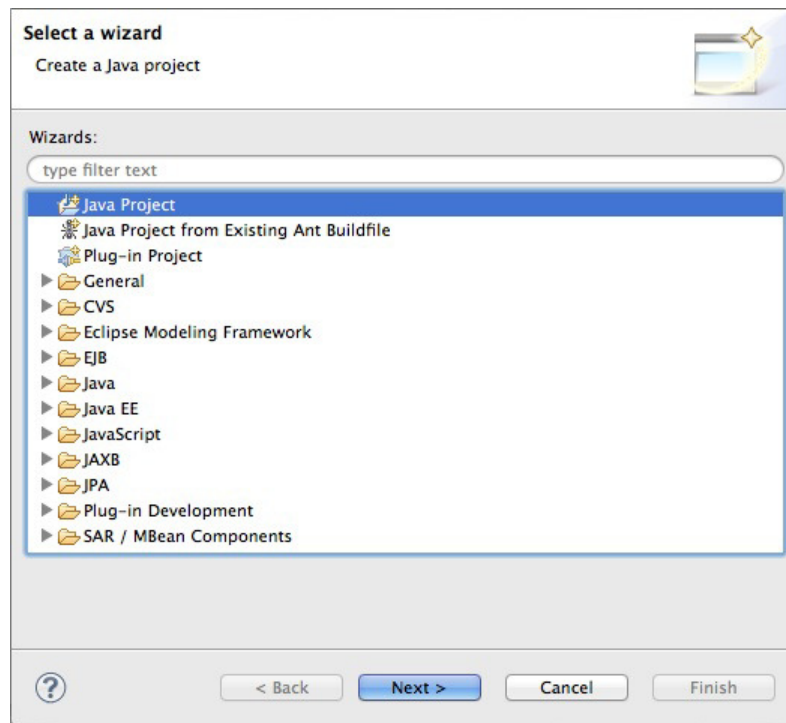 Select a wizard
Create a Java project
Wizards:
type filter text
Java Project
Java Project from Existing Ant Buildfile
Plug-in Project
General
CVS
Eclipse Modeling Framework
EJB
Java
Java EE
JavaScript
JAXB
JPA
Plug-in Development
SAR / MBean Components
?
< Back Next > Cancel Finish